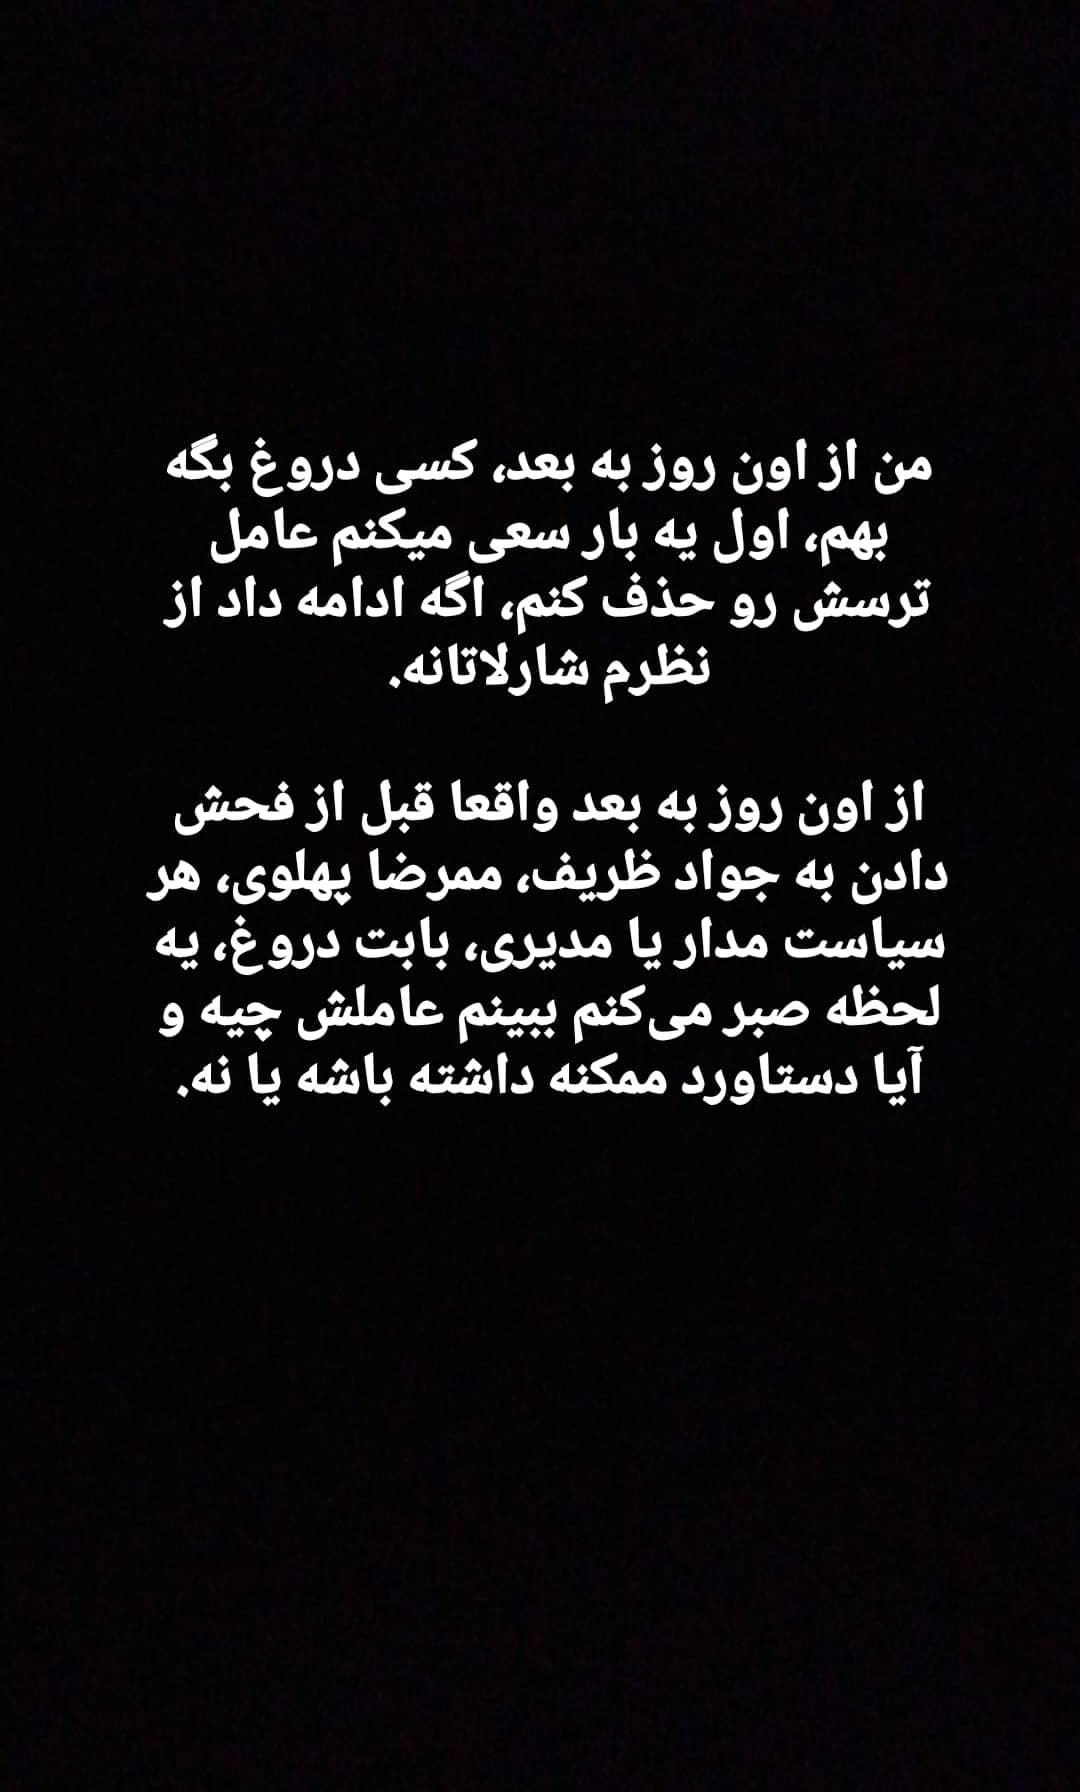 من از اون روز به بعد، کسی دروغ بگه
بهم، اول یه بار سعی میکنم عامل
ترسش رو حذف کنم، اگه ادامه داد از
نظرم شارلاتانه.
از اون روز به بعد واقعا قبل از فحش
دادن به جواد ظریف، ممرضا پهلوی، هر
سیاست مدار یا مدیری، بابت دروغ، یه
لحظه صبر می‌کنم ببینم عاملش چیه و
آیا دستاورد ممکنه داشته باشه یا نه.